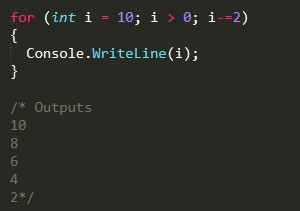 for (int i = 10; i > 0; i-=2)
{
  Console.WriteLine(i);
}

/* Outputs
10
8
6
4
2*/